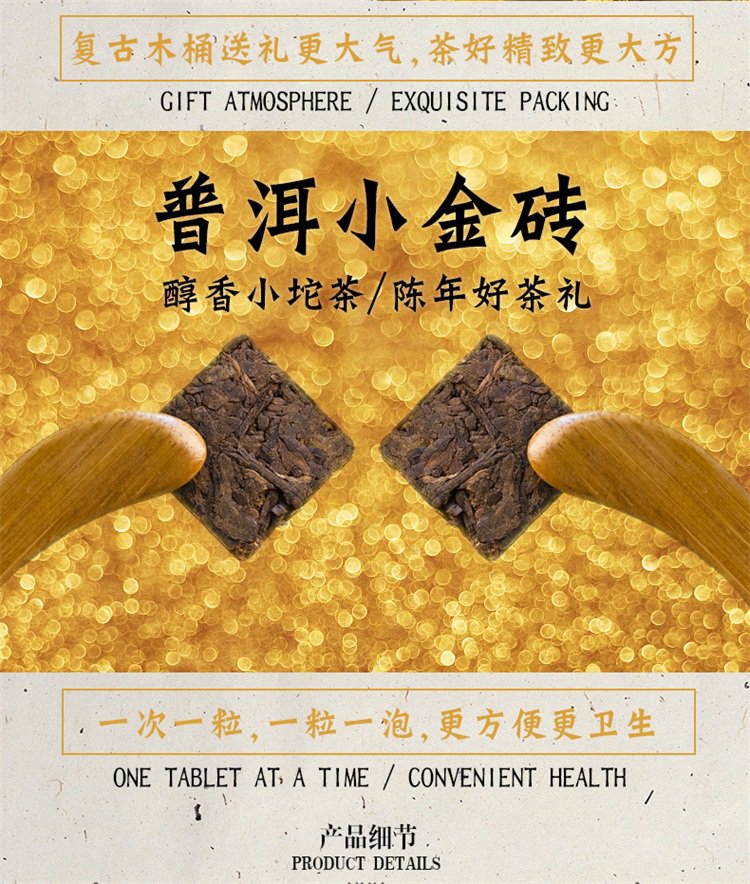 复古木桶送礼更大气,茶好精致更大方
GIFT ATMOSPHERE / EXQUISITE PACKING
普洱小金砖
醇香小坨茶/陈年好茶礼
一次一粒,一粒一泡,更方便更卫生
ONE TABLET AT A TIME / CONVENIENT HEALTH
产品细节
PRODUCT DETAILS